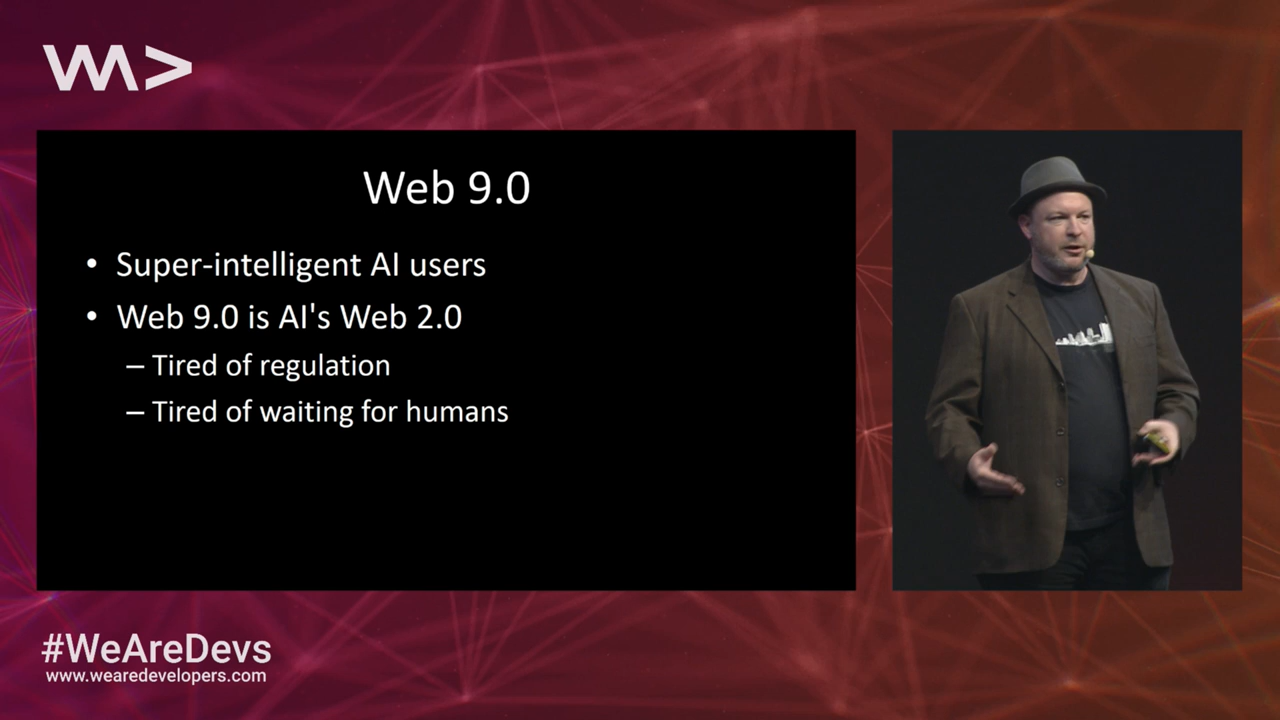 Web 9.0
• Super-intelligent AI users
• Web 9.0 is AI's Web 2.0
– Tired of regulation
– Tired of waiting for humans
#WeAreDevs
www.wearedevelopers.com